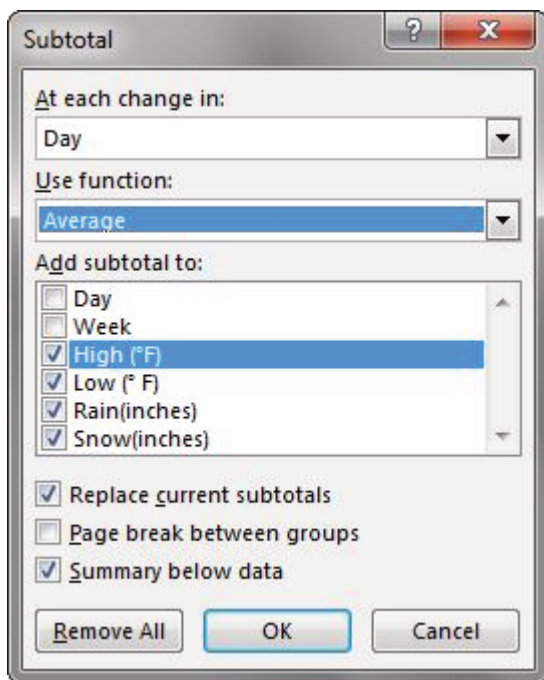 Subtotal
?
X
At each change in:
Day
Use function:
Average
Add subtotal to:
Day
Week
High (°F)
Low (° F)
Rain(inches)
Snow(inches)
Replace current subtotals
Page break between groups
Summary below data
Remove All OK Cancel